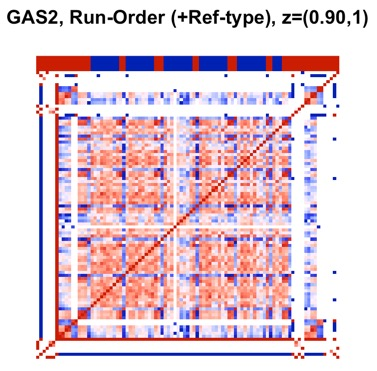 GAS2, Run-Order (+Ref-type), z=(0.90,1)